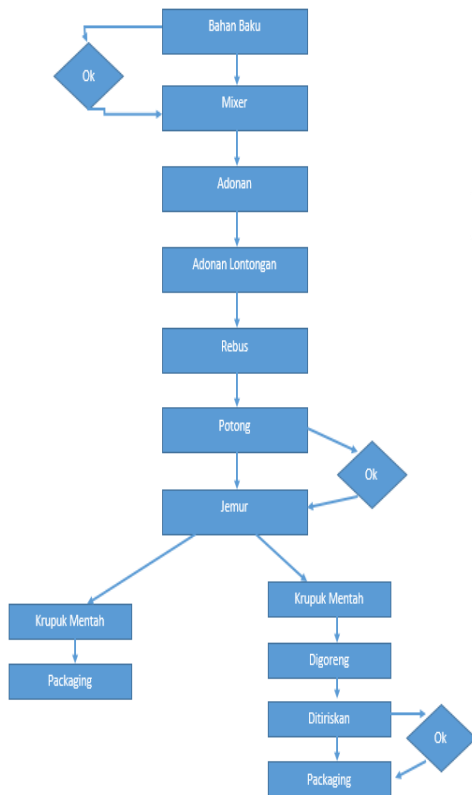 Bahan Baku
Ok
Mixer
Adonan
Adonan Lontongan
Rebus
Potong
Ok
Jemur
Krupuk Mentah
Packaging
Krupuk Mentah
Digoreng
Ditiriskan
Ok
Packaging